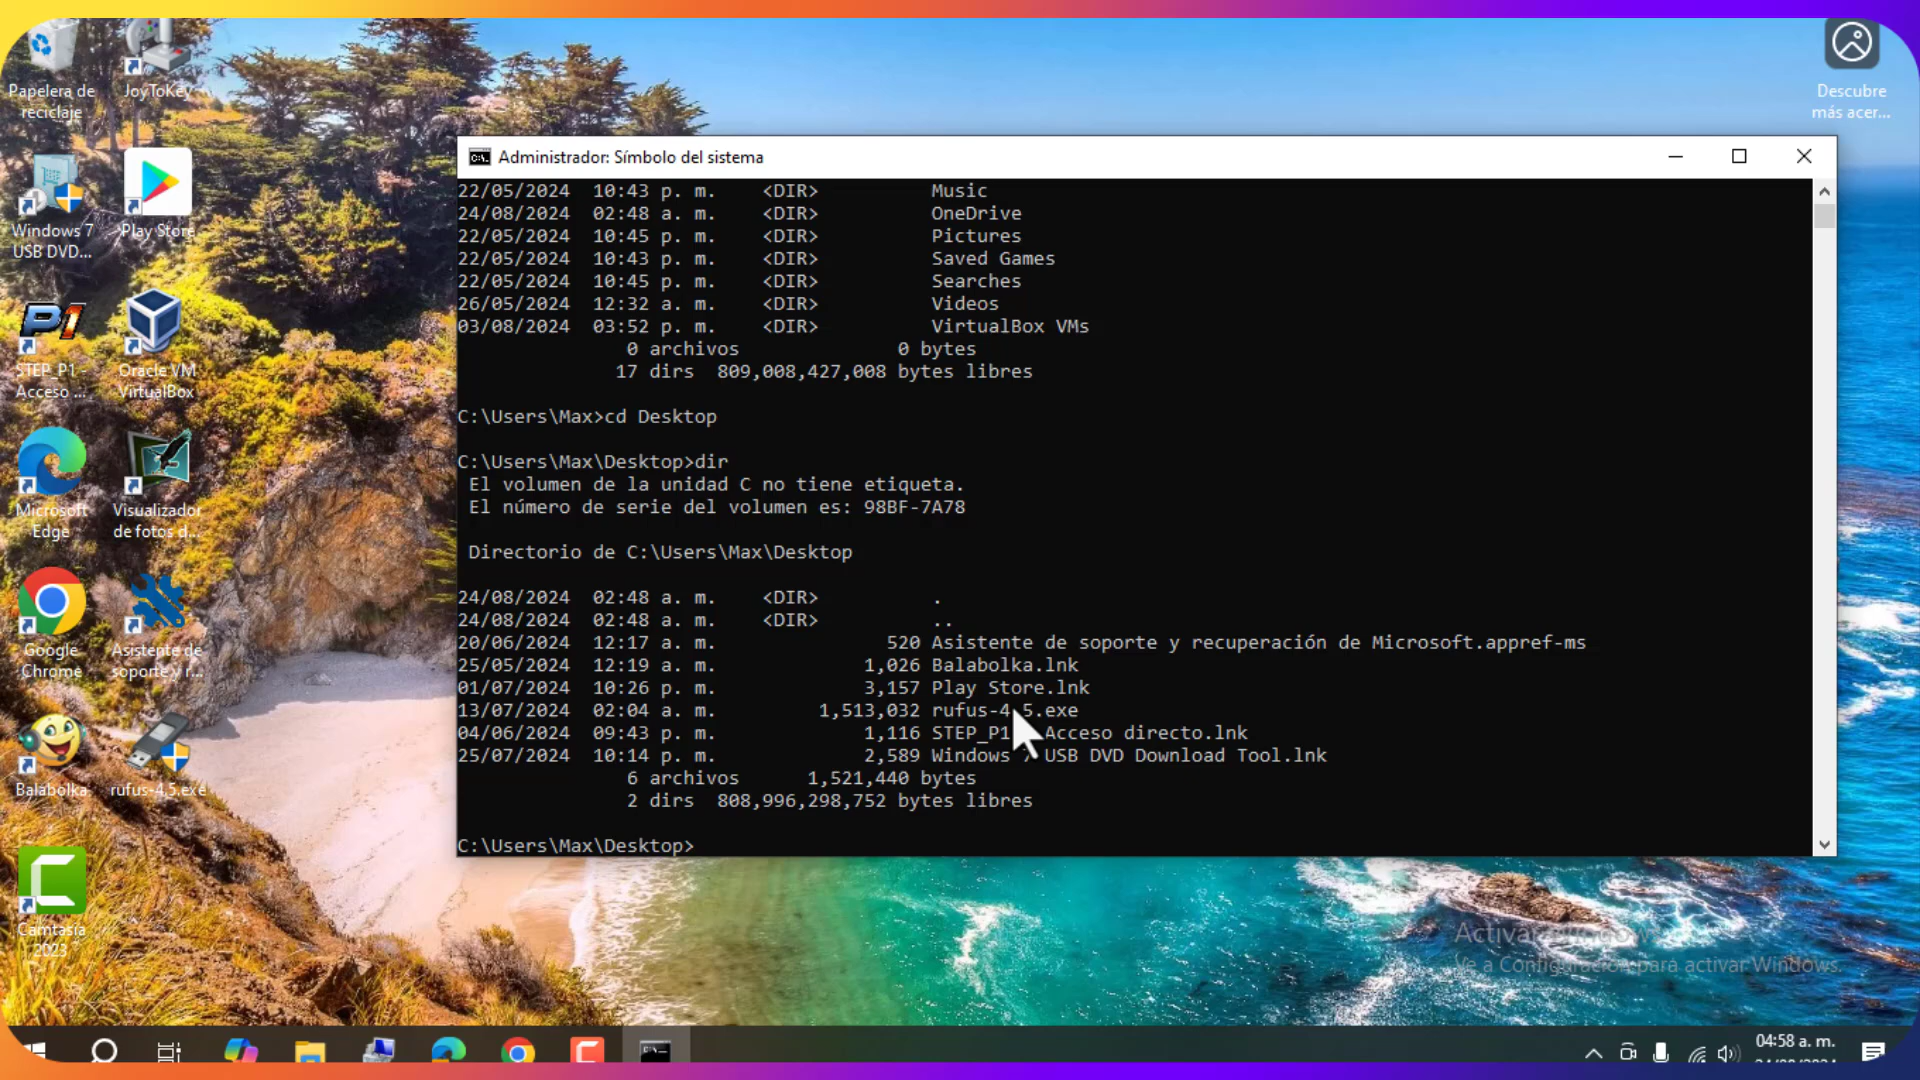 Papelera de
reciclaje
JoyToKey
Windows 7
USB DVD...
Play Store
STEP_P1 -
Acceso ...
Oracle VM
VirtualBox
Microsoft
Edge
Visualizador
de fotos d...
Google
Chrome
Asistente de
soporte y r...
Balabolka
rufus-4.5.exe
Camtasia
2023
Descubre
más acer...
Administrador: Símbolo del sistema
22/05/2024 10:43 p. m. <DIR> Music
24/08/2024 02:48 a. m. <DIR> OneDrive
22/05/2024 10:45 p. m. <DIR> Pictures
22/05/2024 10:43 p. m. <DIR> Saved Games
22/05/2024 10:45 p. m. <DIR> Searches
26/05/2024 12:32 a. m. <DIR> Videos
03/08/2024 03:52 p. m. <DIR> VirtualBox VMs
0 archivos 0 bytes
17 dirs 809,008,427,008 bytes libres
C:\Users\Max>cd Desktop
C:\Users\Max\Desktop>dir
El volumen de la unidad C no tiene etiqueta.
El número de serie del volumen es: 98BF-7A78
Directorio de C:\Users\Max\Desktop
24/08/2024 02:48 a. m. <DIR> .
24/08/2024 02:48 a. m. <DIR> ..
20/06/2024 12:17 a. m. 520 Asistente de soporte y recuperación de Microsoft.appref-ms
25/05/2024 12:19 a. m. 1,026 Balabolka.lnk
01/07/2024 10:26 p. m. 3,157 Play Store.lnk
13/07/2024 02:04 a. m. 1,513,032 rufus-4.5.exe
04/06/2024 09:43 p. m. 1,116 STEP_P1 Acceso directo.lnk
25/07/2024 10:14 p. m. 2,589 Windows 7 USB DVD Download Tool.lnk
6 archivos 1,521,440 bytes
2 dirs 808,996,298,752 bytes libres
C:\Users\Max\Desktop>
Activar Windows
Ve a Configuración para activar Windows.
04:58 a. m.
24/08/2024